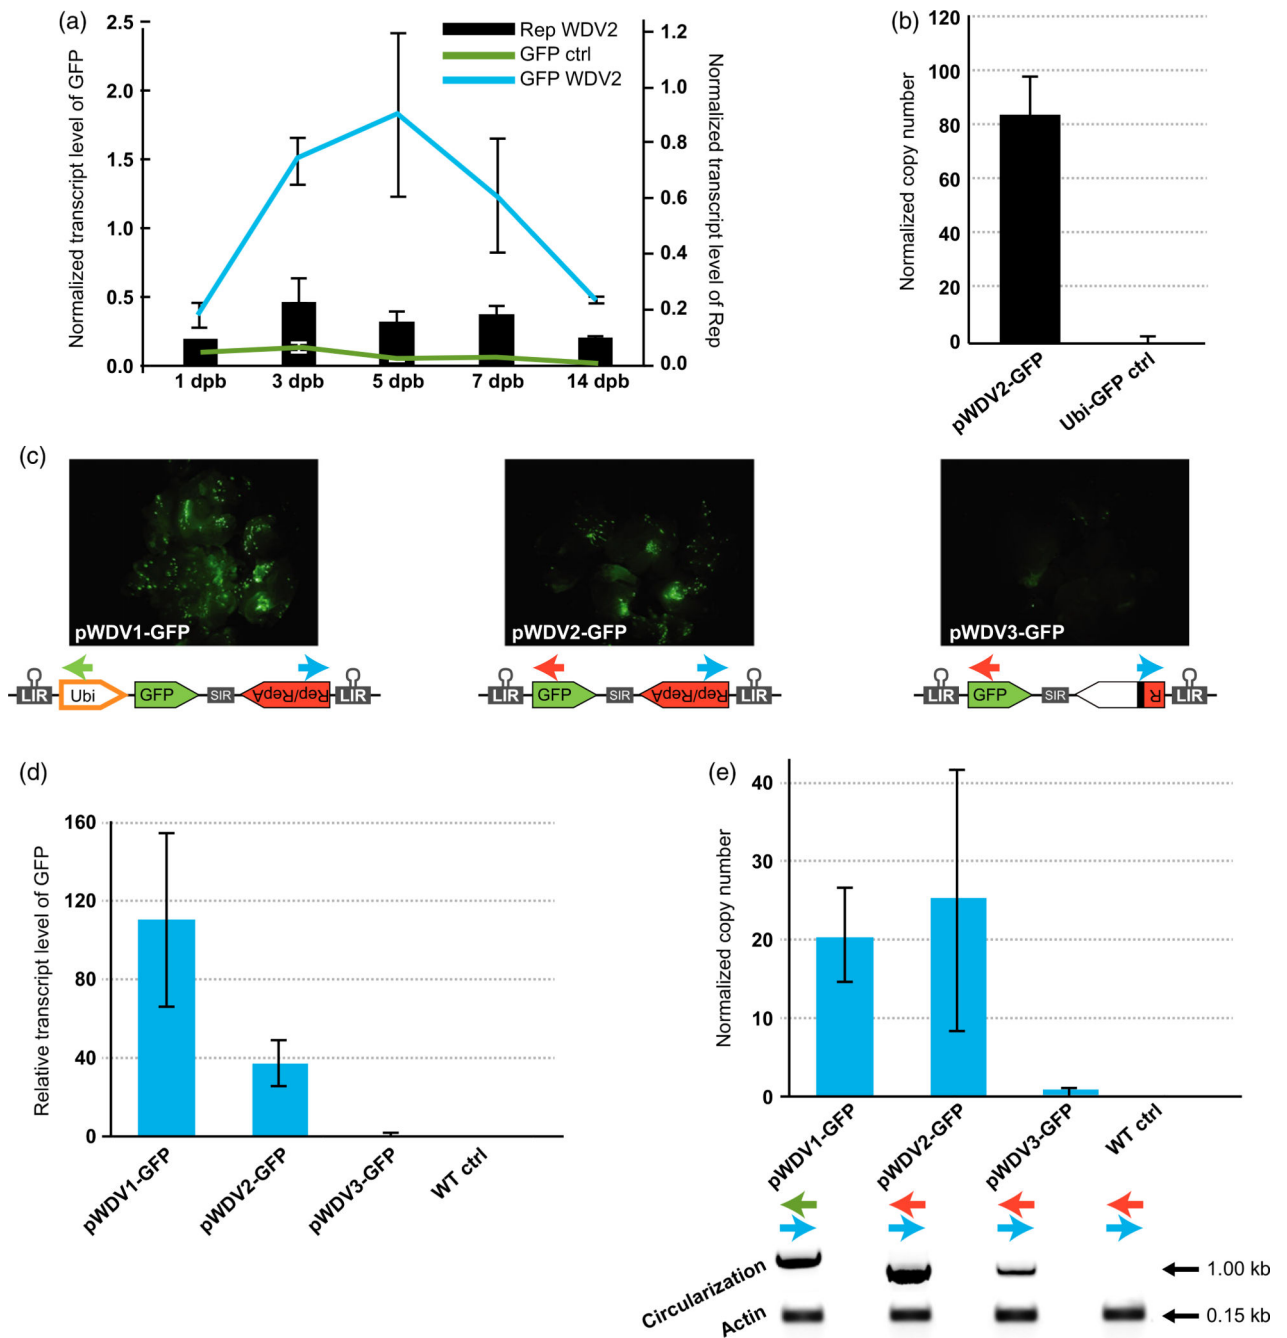 (a)
Normalized transcript level of GFP
2.5
2.0
1.5
1.0
0.5
0.0
Rep WDV2
GFP ctrl
GFP WDV2
1.2
1.0
0.8
0.6
0.4
0.2
0.0
Normalized transcript level of Rep
1 dpb 3 dpb 5 dpb 7 dpb 14 dpb
(b)
Normalized copy number
120
100
80
60
40
20
0
pWDV2-GFP
Ubi-GFP ctrl
(c)
pWDV1-GFP
pWDV2-GFP
pWDV3-GFP
LIR Ubi GFP SIR Rep/RepA LIR
LIR GFP SIR Rep/RepA LIR
LIR GFP SIR R LIR
(d)
Relative transcript level of GFP
160
120
80
40
0
pWDV1-GFP
pWDV2-GFP
pWDV3-GFP
WT ctrl
(e)
Normalized copy number
40
30
20
10
0
pWDV1-GFP
pWDV2-GFP
pWDV3-GFP
WT ctrl
Circularization
1.00 kb
Actin
0.15 kb